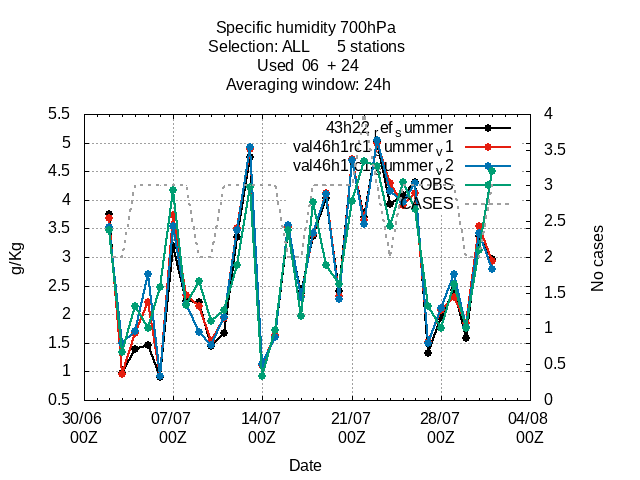 Specific humidity 700hPa
Selection: ALL 5 stations
Used 06 + 24
Averaging window: 24h
43h22_ref_summer
val46h1rc1_summer_v1
val46h1rc1_summer_v2
OBS
CASES
5.5
5
4.5
4
3.5
3
2.5
2
1.5
1
0.5
g/Kg
4
3.5
3
2.5
2
1.5
1
0.5
0
No cases
30/06 07/07 14/07 21/07 28/07 04/08
00Z 00Z 00Z 00Z 00Z 00Z
Date